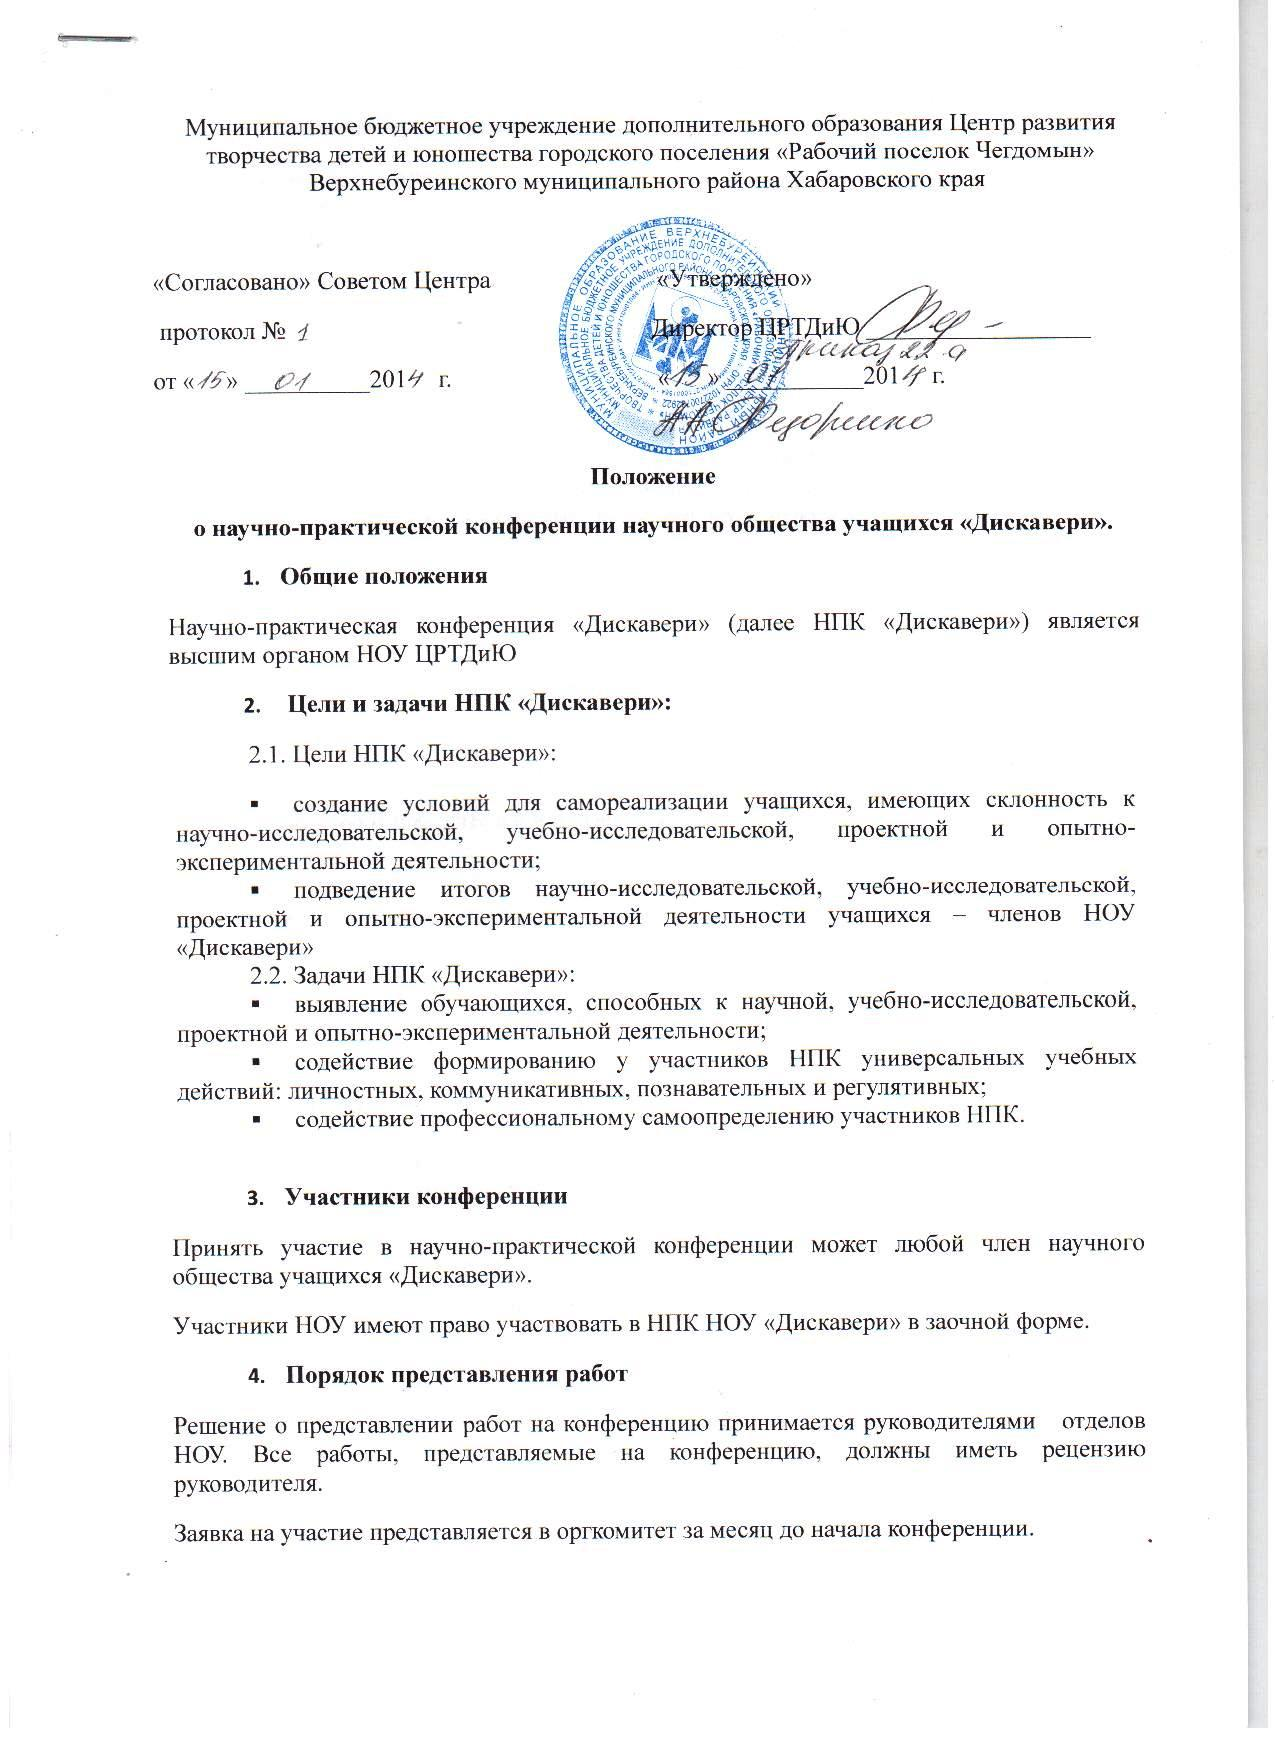 Муниципальное бюджетное учреждение дополнительного образования Центр развития
творчества детей и юношества городского поселения «Рабочий поселок Чегдомын»
Верхнебуреинского муниципального района Хабаровского края
«Согласовано» Советом Центра
протокол № 1
от «15» 01 2014 г.
«Утверждено»
Директор ЦРТДиЮ
Приказ 22 а
«15» 01 2014 г.
А А Федоренко
Положение
о научно-практической конференции научного общества учащихся «Дискавери».
1. Общие положения
Научно-практическая конференция «Дискавери» (далее НПК «Дискавери») является
высшим органом НОУ ЦРТДиЮ
2. Цели и задачи НПК «Дискавери»:
2.1. Цели НПК «Дискавери»:
▪ создание условий для самореализации учащихся, имеющих склонность к
научно-исследовательской, учебно-исследовательской, проектной и опытно-
экспериментальной деятельности;
▪ подведение итогов научно-исследовательской, учебно-исследовательской,
проектной и опытно-экспериментальной деятельности учащихся – членов НОУ
«Дискавери»
2.2. Задачи НПК «Дискавери»:
▪ выявление обучающихся, способных к научной, учебно-исследовательской,
проектной и опытно-экспериментальной деятельности;
▪ содействие формированию у участников НПК универсальных учебных
действий: личностных, коммуникативных, познавательных и регулятивных;
▪ содействие профессиональному самоопределению участников НПК.
3. Участники конференции
Принять участие в научно-практической конференции может любой член научного
общества учащихся «Дискавери».
Участники НОУ имеют право участвовать в НПК НОУ «Дискавери» в заочной форме.
4. Порядок представления работ
Решение о представлении работ на конференцию принимается руководителями отделов
НОУ. Все работы, представляемые на конференцию, должны иметь рецензию
руководителя.
Заявка на участие представляется в оргкомитет за месяц до начала конференции.